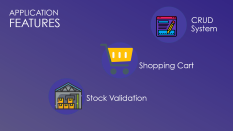 APPLICATION
FEATURES
CRUD
System
Shopping Cart
Stock Validation